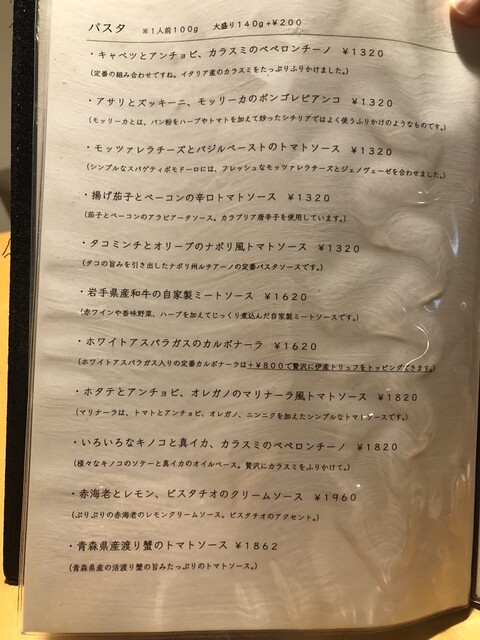 パスタ ※1人前100g 大盛り140g+¥200
・キャベツとアンチョビ、カラスミのペペロンチーノ ¥1320
(定番の組み合わせですね。イタリア産のカラスミをたっぷりふりかけました。)
・アサリとズッキーニ、モッリーカのボンゴレビアンコ ¥1320
(モッリーカとは、パン粉をハーブやトマトを加えて炒ったシチリアではよく使うふりかけのようなものです。)
・モッツァレラチーズとバジルペーストのトマトソース ¥1320
(シンプルなスパゲティポモドーロには、フレッシュなモッツァレラチーズとジェノヴェーゼを合わせました。)
・揚げ茄子とベーコンの辛口トマトソース ¥1320
(茄子とベーコンのアラビアータソース。カラブリア唐辛子を使用しています。)
・タコミンチとオリーブのナポリ風トマトソース ¥1320
(タコの旨みを引き出したナポリ州ルチアーノの定番パスタソースです。)
・岩手県産和牛の自家製ミートソース ¥1620
(赤ワインや香味野菜、ハーブを加えてじっくり煮込んだ自家製ミートソースです。)
・ホワイトアスパラガスのカルボナーラ ¥1620
(ホワイトアスパラガス入りの定番カルボナーラは+¥800で贅沢に伊産トリュフをトッピングできます。)
・ホタテとアンチョビ、オレガノのマリナーラ風トマトソース ¥1820
(マリナーラは、トマトとアンチョビ、オレガノ、ニンニクを加えたシンプルなトマトソースです。)
・いろいろなキノコと真イカ、カラスミのペペロンチーノ ¥1820
(様々なキノコのソテーと真イカのオイルベース。贅沢にカラスミをふりかけて。)
・赤海老とレモン、ピスタチオのクリームソース ¥1960
(ぷりぷりの赤海老のレモンクリームソース。ピスタチオのアクセント。)
・青森県産渡り蟹のトマトソース ¥1862
(青森県産の活渡り蟹の旨みたっぷりのトマトソース。)